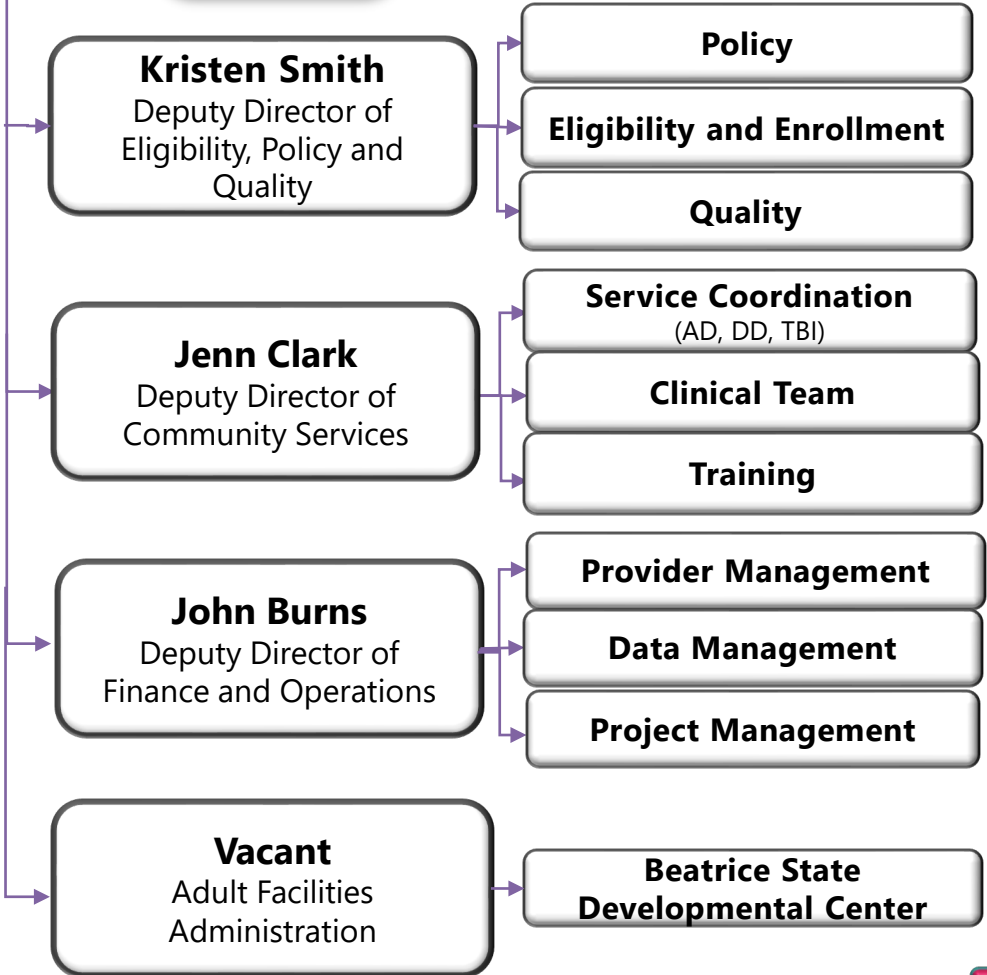 Kristen Smith
Deputy Director of
Eligibility, Policy and
Quality
Policy
Eligibility and Enrollment
Quality
Jenn Clark
Deputy Director of
Community Services
Service Coordination
(AD, DD, TBI)
Clinical Team
Training
John Burns
Deputy Director of
Finance and Operations
Provider Management
Data Management
Project Management
Vacant
Adult Facilities
Administration
Beatrice State
Developmental Center